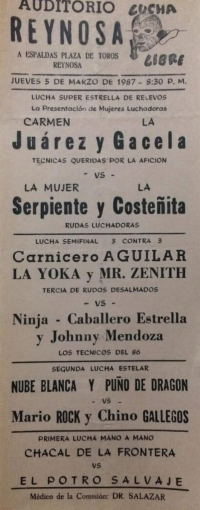 AUDITORIO
REYNOSA
LUCHA
LIBRE
A ESPALDAS PLAZA DE TOROS
REYNOSA
JUEVES 5 DE MARZO DE 1987 - 8:30 P. M.
LUCHA SUPER ESTRELLA DE RELEVOS
La Presentación de Mujeres Luchadoras
CARMEN LA
Juárez y Gacela
TECNICAS QUERIDAS POR LA AFICION
- VS -
LA MUJER LA
Serpiente y Costeñita
RUDAS LUCHADORAS
LUCHA SEMIFINAL 3 CONTRA 3
Carnicero AGUILAR
LA YOKA y MR. ZENITH
TERCIA DE RUDOS DESALMADOS
- VS -
Ninja - Caballero Estrella
y Johnny Mendoza
LOS TECNICOS DEL 86
SEGUNDA LUCHA ESTELAR
NUBE BLANCA Y PUÑO DE DRAGON
- VS -
Mario ROCK y Chino GALLEGOS
PRIMERA LUCHA MANO A MANO
CHACAL DE LA FRONTERA
VS
EL POTRO SALVAJE
Médico de la Comisión: DR. SALAZAR